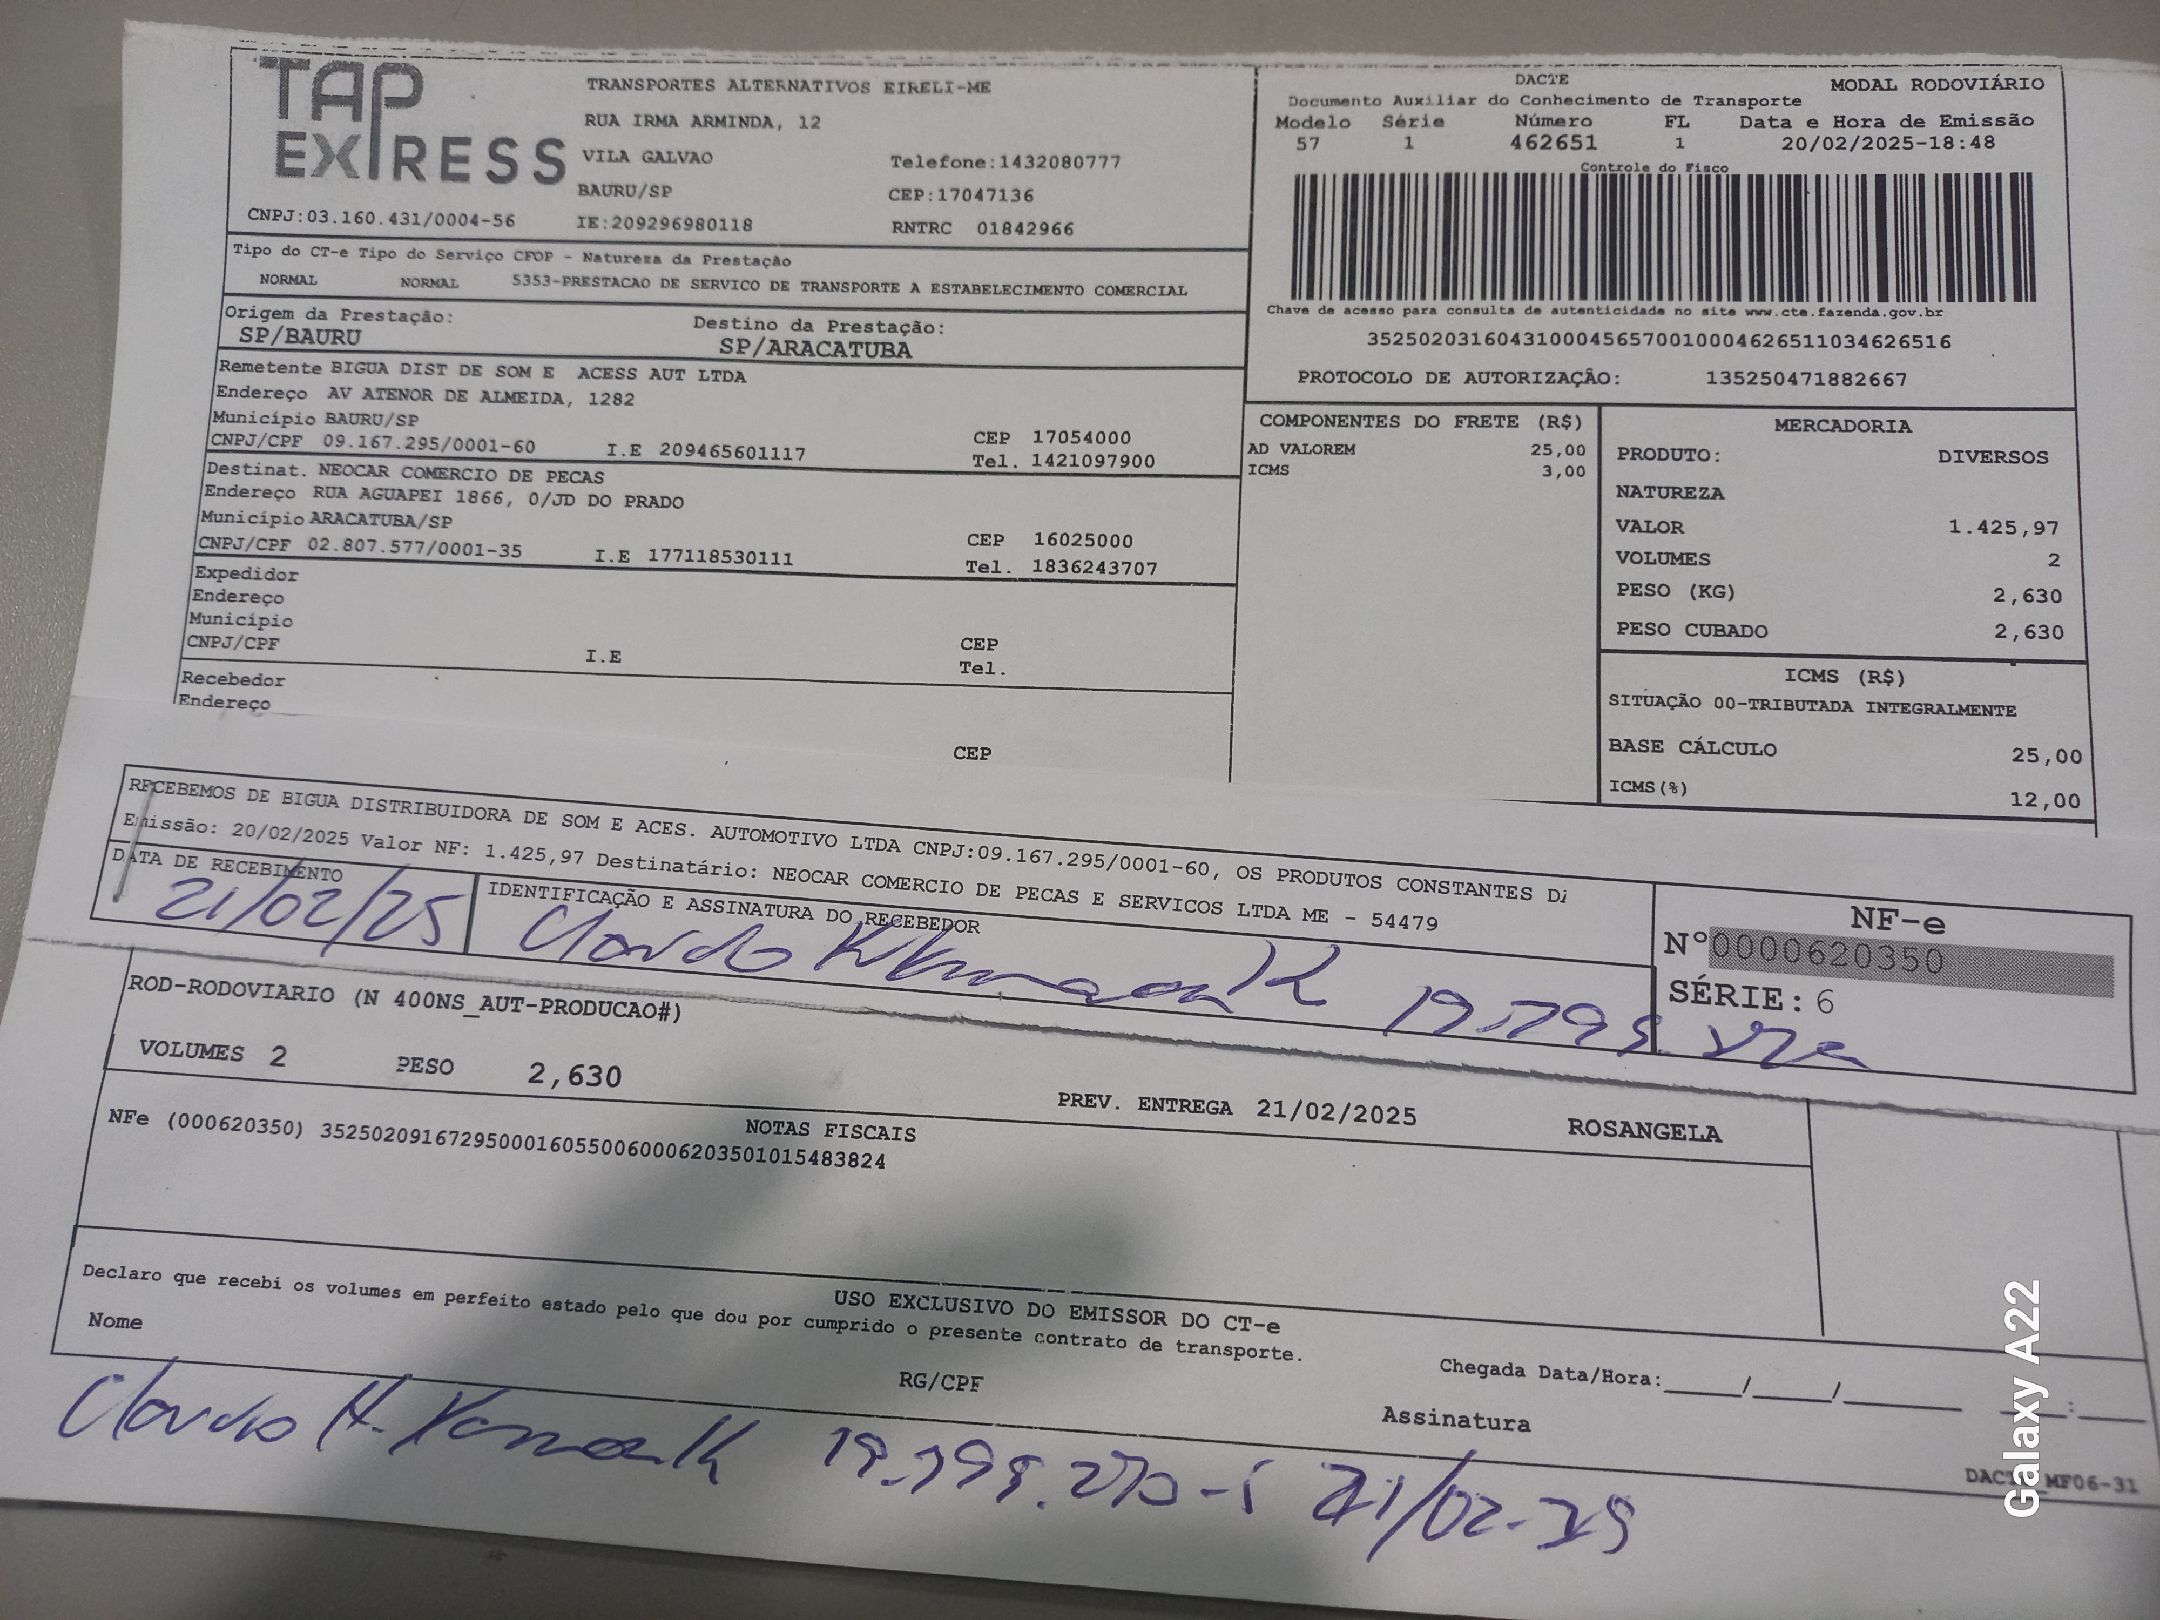 TAP EXPRESS
TRANSPORTES ALTERNATIVOS EIRELI-ME
RUA IRMA ARMINDA, 12
VILA GALVAO Telefone:1432080777
BAURU/SP CEP:17047136
CNPJ:03.160.431/0004-56 IE:209296980118 RNTRC 01842966
DACTE MODAL RODOVIÁRIO
Documento Auxiliar do Conhecimento de Transporte
Modelo Série Número FL Data e Hora de Emissão
57 1 462651 1 20/02/2025-18:48
Controle do Fisco
Chave de acesso para consulta de autenticidade no site www.cte.fazenda.gov.br
35250203160431000456570010004626511034626516
PROTOCOLO DE AUTORIZAÇÃO: 135250471882667
Tipo do CT-e Tipo do Serviço CFOP - Natureza da Prestação
NORMAL NORMAL 5353-PRESTACAO DE SERVICO DE TRANSPORTE A ESTABELECIMENTO COMERCIAL
Origem da Prestação: Destino da Prestação:
SP/BAURU SP/ARACATUBA
Remetente BIGUA DIST DE SOM E ACESS AUT LTDA
Endereço AV ATENOR DE ALMEIDA, 1282
Município BAURU/SP CEP 17054000
CNPJ/CPF 09.167.295/0001-60 I.E 209465601117 Tel. 1421097900
Destinat. NEOCAR COMERCIO DE PECAS
Endereço RUA AGUAPEI 1866, 0/JD DO PRADO
Município ARACATUBA/SP CEP 16025000
CNPJ/CPF 02.807.577/0001-35 I.E 177118530111 Tel. 1836243707
Expedidor
Endereço
Município CEP
CNPJ/CPF I.E Tel.
Recebedor
Endereço
CEP
COMPONENTES DO FRETE (R$)
AD VALOREM 25,00
ICMS 3,00
MERCADORIA
PRODUTO: DIVERSOS
NATUREZA
VALOR 1.425,97
VOLUMES 2
PESO (KG) 2,630
PESO CUBADO 2,630
ICMS (R$)
SITUAÇÃO 00-TRIBUTADA INTEGRALMENTE
BASE CÁLCULO 25,00
ICMS(%) 12,00
RECEBEMOS DE BIGUA DISTRIBUIDORA DE SOM E ACES. AUTOMOTIVO LTDA CNPJ:09.167.295/0001-60, OS PRODUTOS CONSTANTES
Emissão: 20/02/2025 Valor NF: 1.425,97 Destinatário: NEOCAR COMERCIO DE PECAS E SERVICOS LTDA ME - 54479
DATA DE RECEBIMENTO IDENTIFICAÇÃO E ASSINATURA DO RECEBEDOR
21/02/25
NF-e
Nº0000620350
SÉRIE: 6
ROD-RODOVIARIO (N 400NS_AUT-PRODUCAO#)
VOLUMES 2 PESO 2,630 PREV. ENTREGA 21/02/2025 ROSANGELA
NOTAS FISCAIS
NFe (000620350) 35250209167295000160550060006203501015483824
USO EXCLUSIVO DO EMISSOR DO CT-e
Declaro que recebi os volumes em perfeito estado pelo que dou por cumprido o presente contrato de transporte.
Nome RG/CPF Chegada Data/Hora:____/____/______ ___:___
Assinatura
MF06-31
Galaxy A22